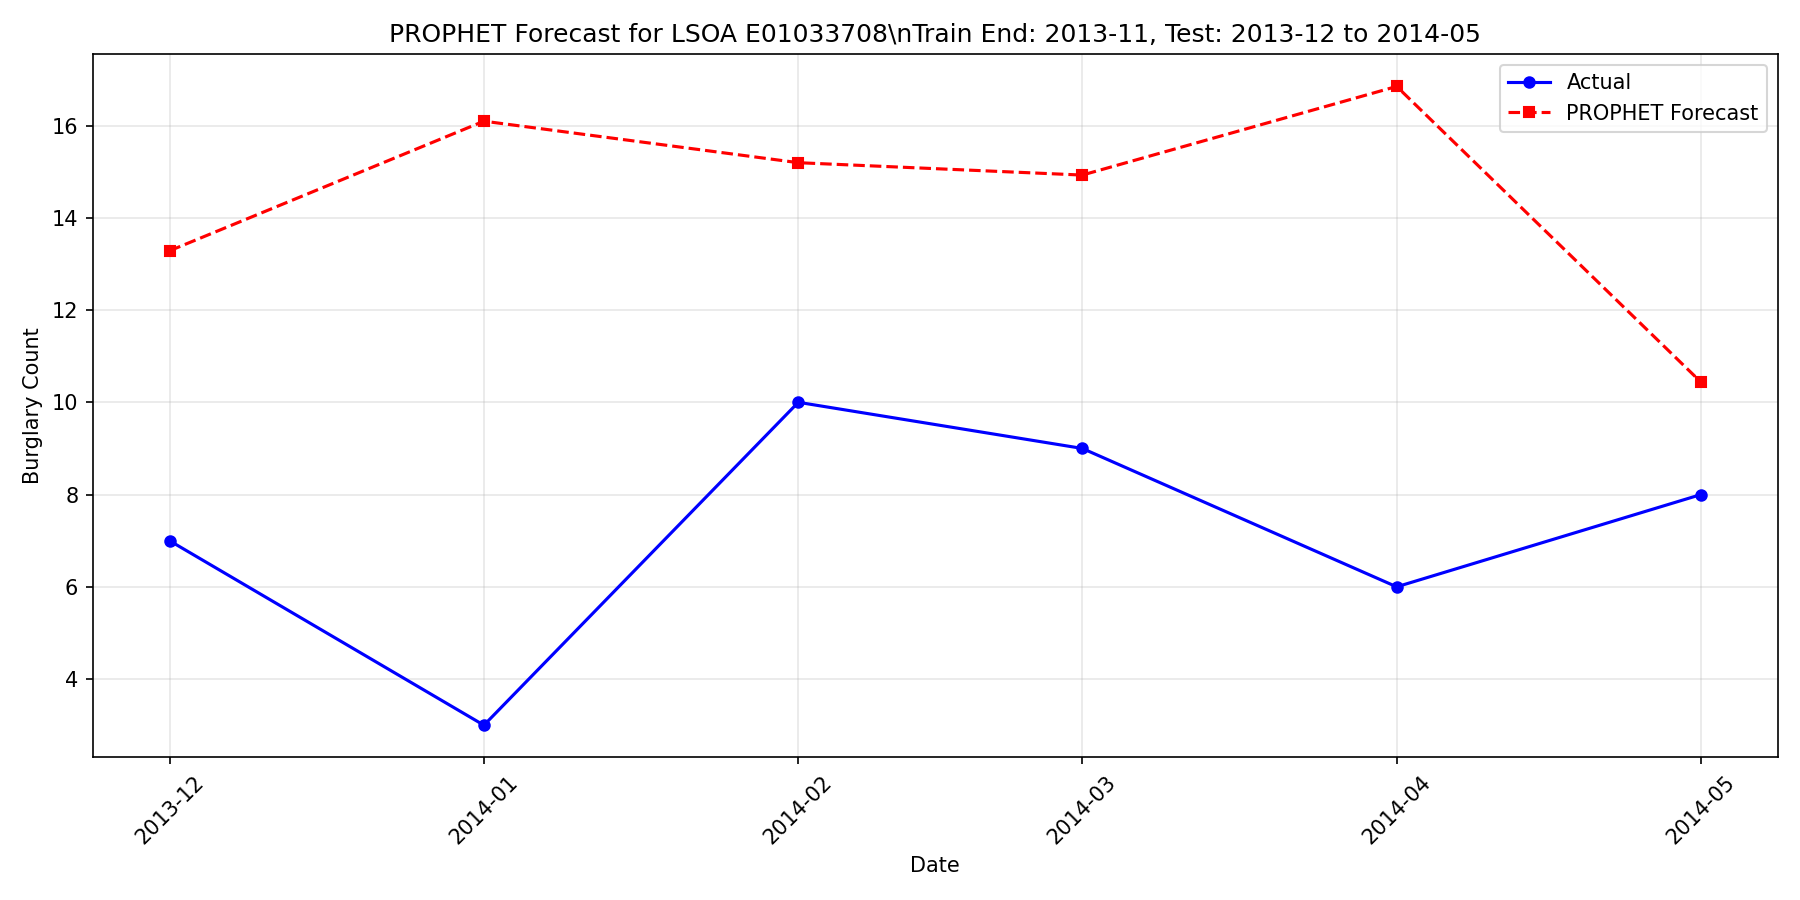 PROPHET Forecast for LSOA E01033708\nTrain End: 2013-11, Test: 2013-12 to 2014-05
Actual
PROPHET Forecast
Burglary Count
16
14
12
10
8
6
4
2013-12
2014-01
2014-02
2014-03
2014-04
2014-05
Date